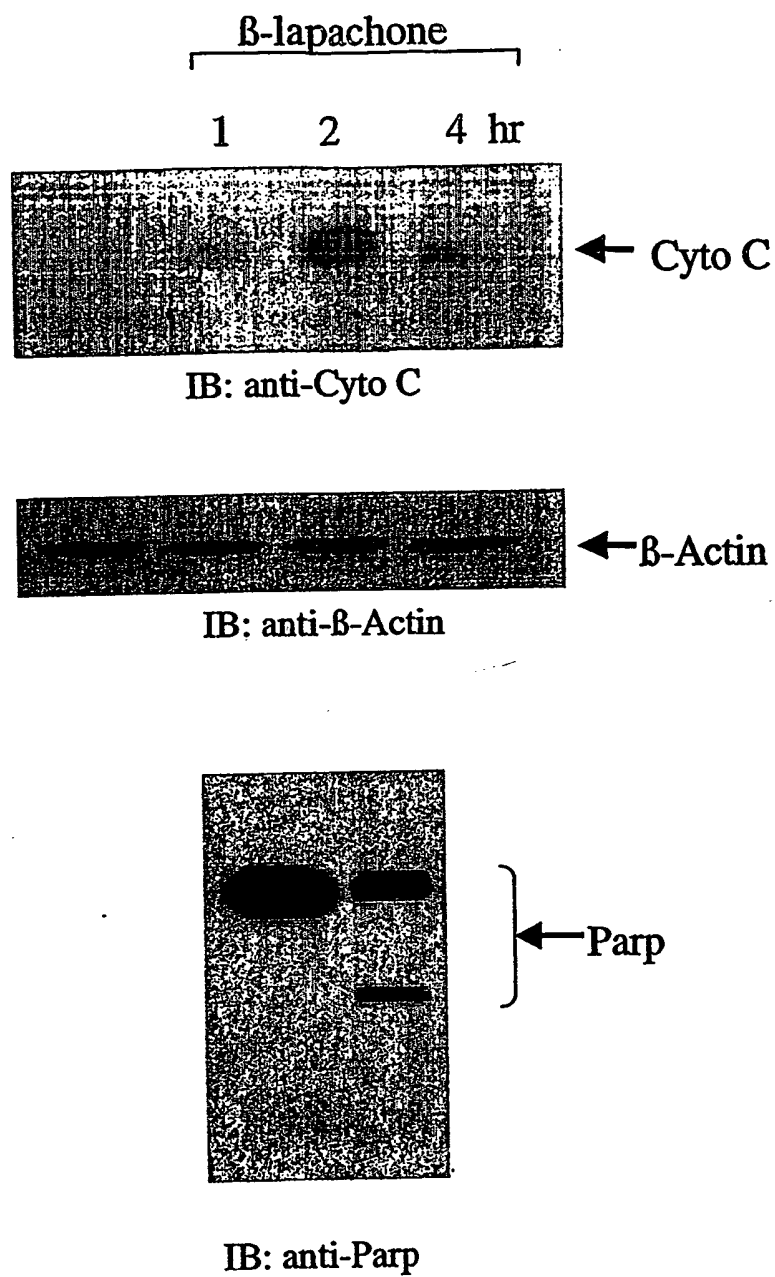 ß-lapachone
1 2 4 hr
Cyto C
IB: anti-Cyto C
ß-Actin
IB: anti-ß-Actin
Parp
IB: anti-Parp